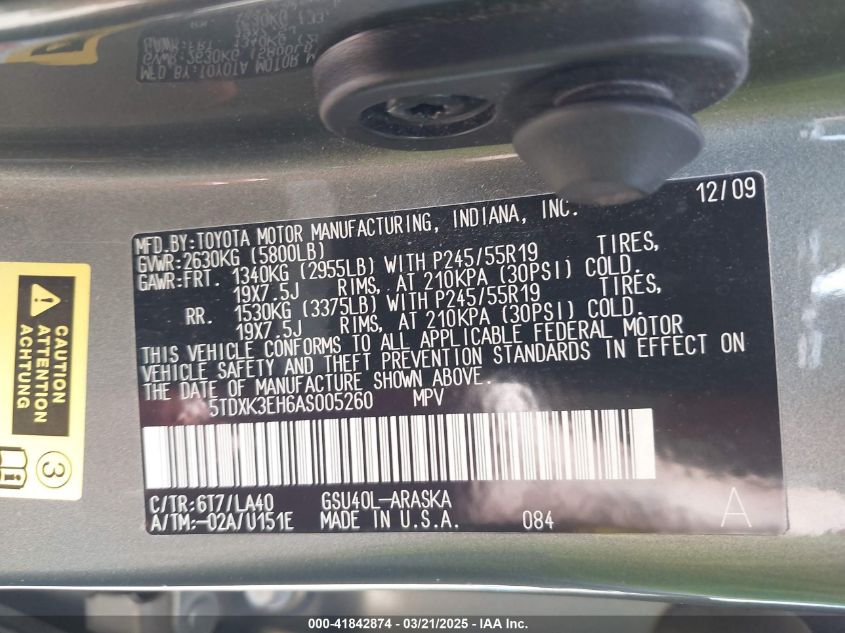 12/09
MFD.BY:TOYOTA MOTOR MANUFACTURING, INDIANA, INC.
GVWR:2630KG (5800LB)
GAWR:FRT. 1340KG (2955LB) WITH P245/55R19 TIRES,
19X7.5J RIMS, AT 210KPA (30PSI) COLD.
RR. 1530KG (3375LB) WITH P245/55R19 TIRES,
19X7.5J RIMS, AT 210KPA (30PSI) COLD.
THIS VEHICLE CONFORMS TO ALL APPLICABLE FEDERAL MOTOR
VEHICLE SAFETY AND THEFT PREVENTION STANDARDS IN EFFECT ON
THE DATE OF MANUFACTURE SHOWN ABOVE.
5TDXK3EH6AS005260 MPV
C/TR:6T7/LA40 GSU40L-ARASKA
A/TM:-02A/U151E MADE IN U.S.A. 084
A
CAUTION
ATTENTION
ACHTUNG
3
000-41842874 - 03/21/2025 - IAA Inc.